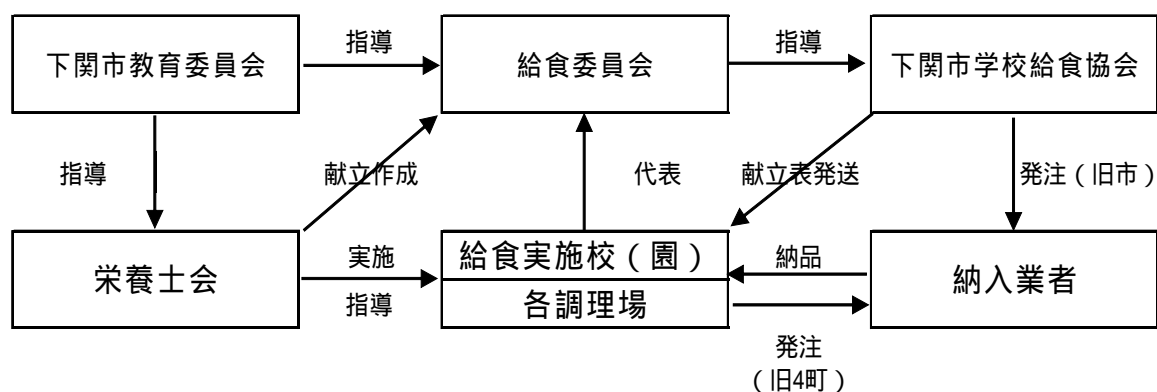 指導
指導
下関市教育委員会
給食委員会
下関市学校給食協会
指導
献立作成
代表
献立表発送
発注（旧市）
栄養士会
実施
指導
給食実施校（園）
各調理場
納品
納入業者
発注
（旧4町）